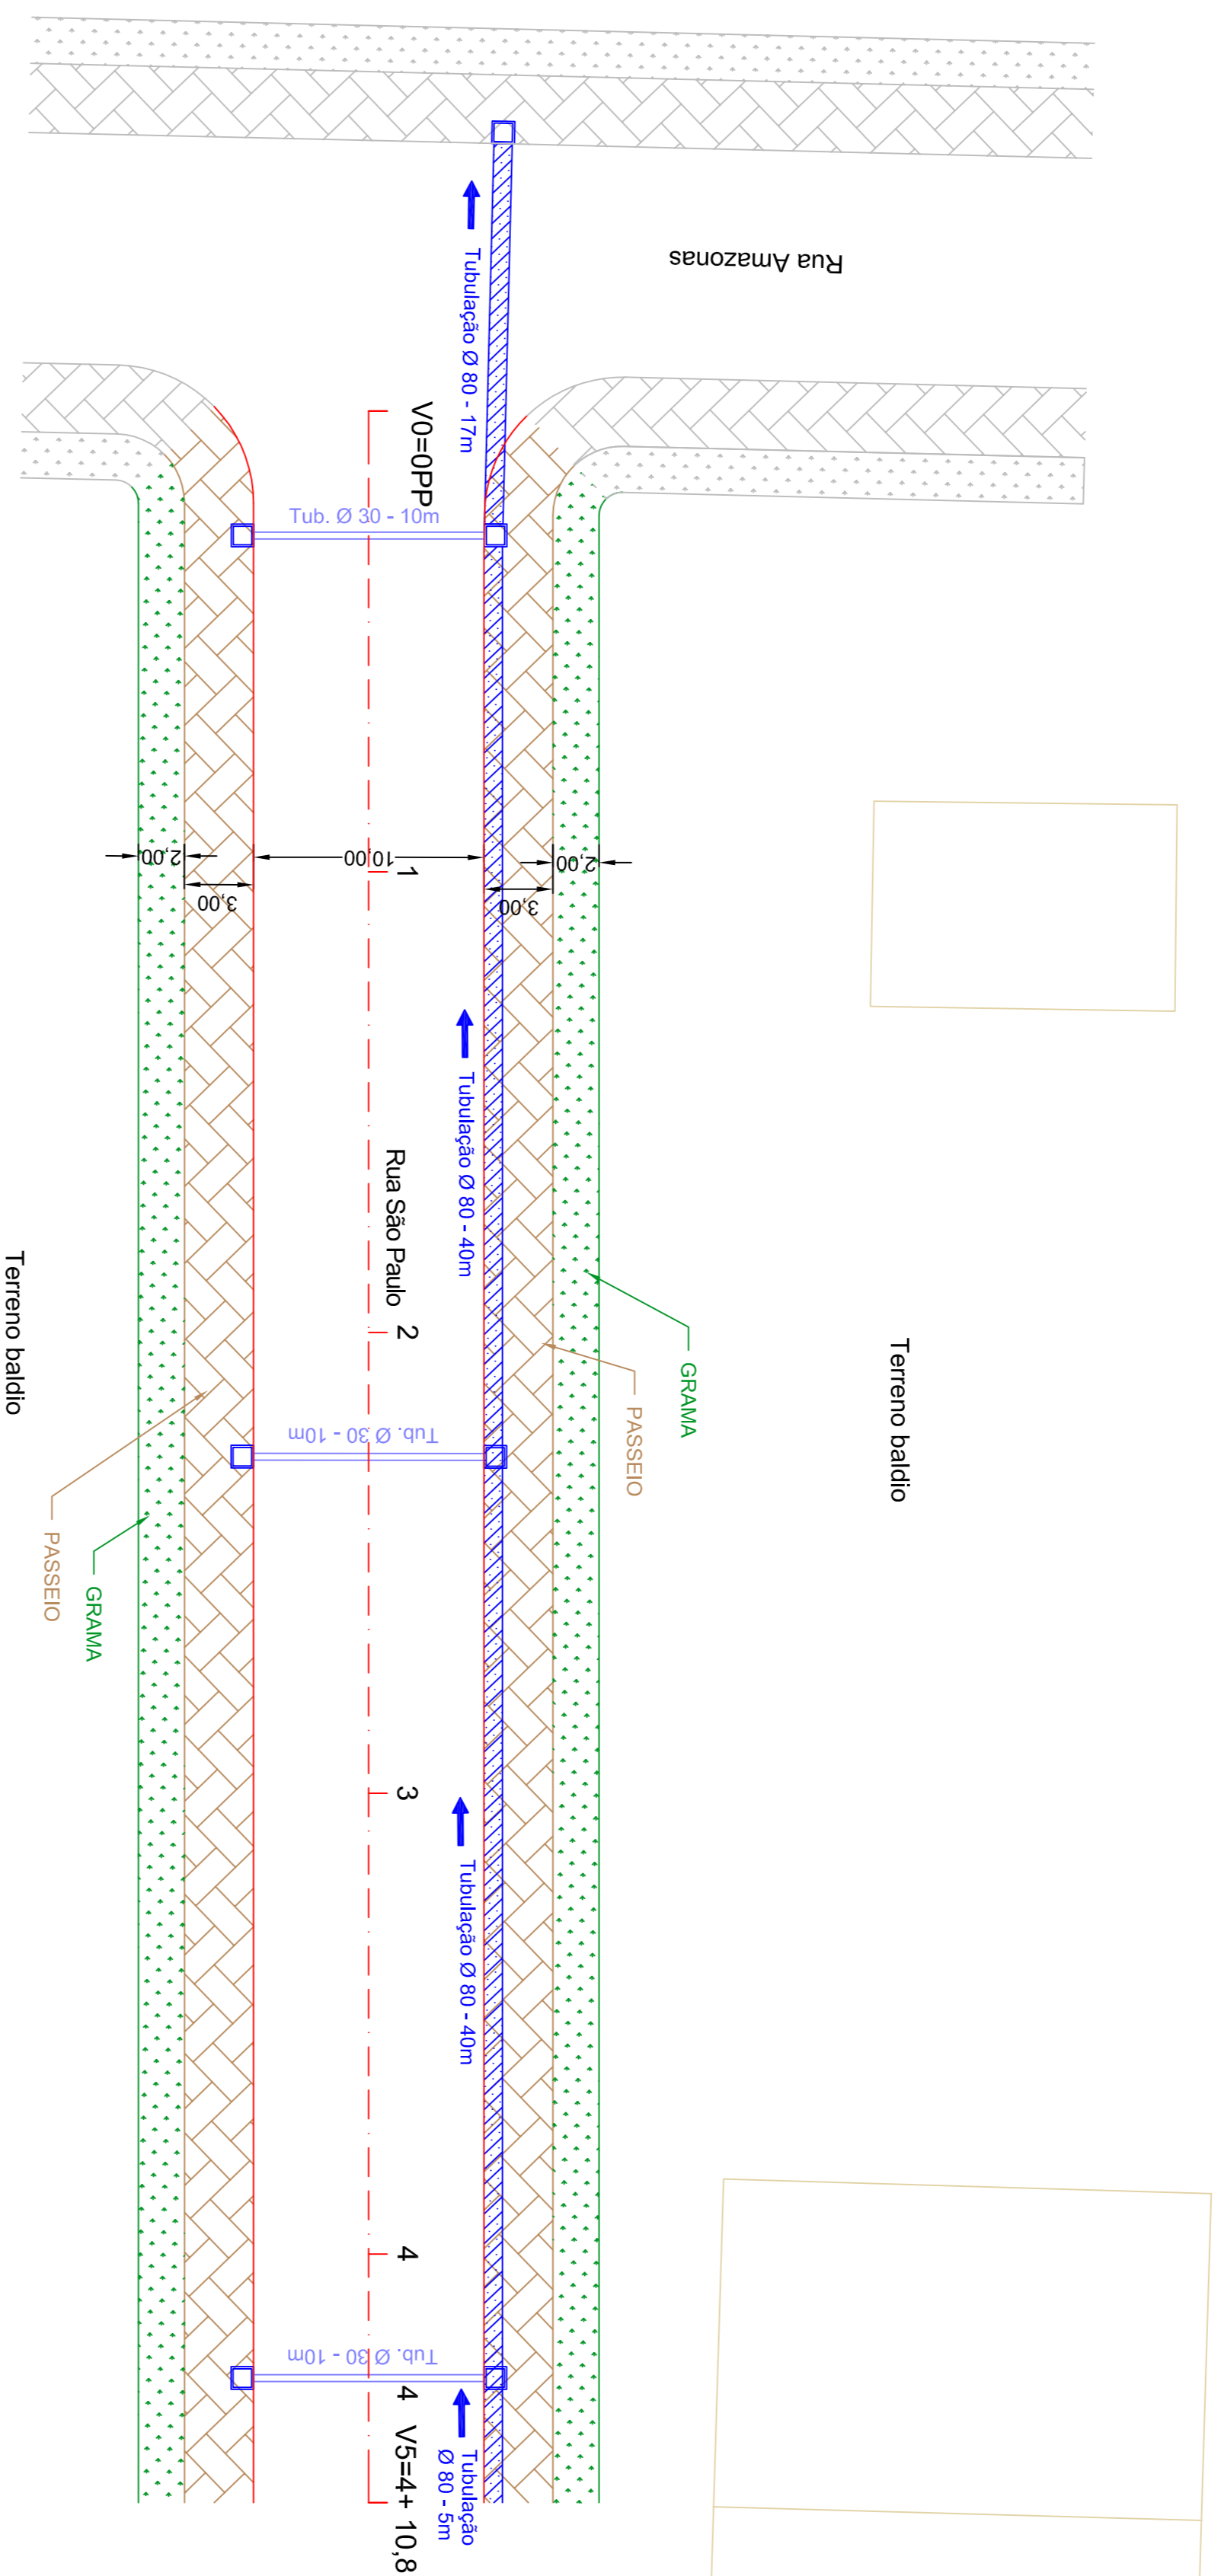 Rua Amazonas
Tubulação Ø 80 - 17m
V0=0PP
Tub. Ø 30 - 10m
2,00
3,00
10,00
3,00
2,00
1
Tubulação Ø 80 - 40m
Rua São Paulo
2
GRAMA
PASSEIO
Terreno baldio
Terreno baldio
Tub. Ø 30 - 10m
PASSEIO
GRAMA
3
Tubulação Ø 80 - 40m
4
Tub. Ø 30 - 10m
4
V5=4+ 10,8
Tubulação
Ø 80 - 5m